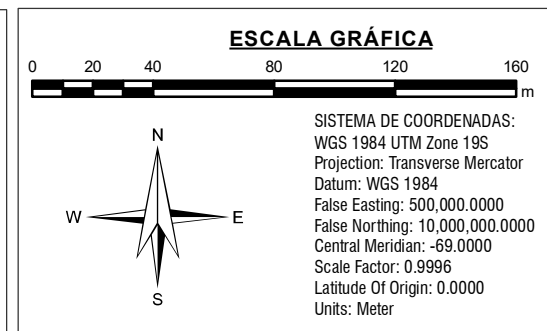 ESCALA GRÁFICA
0 20 40 80 120 160
m
SISTEMA DE COORDENADAS:
WGS 1984 UTM Zone 19S
Projection: Transverse Mercator
Datum: WGS 1984
False Easting: 500,000.0000
False Northing: 10,000,000.0000
Central Meridian: -69.0000
Scale Factor: 0.9996
Latitude Of Origin: 0.0000
Units: Meter
N
W E
S